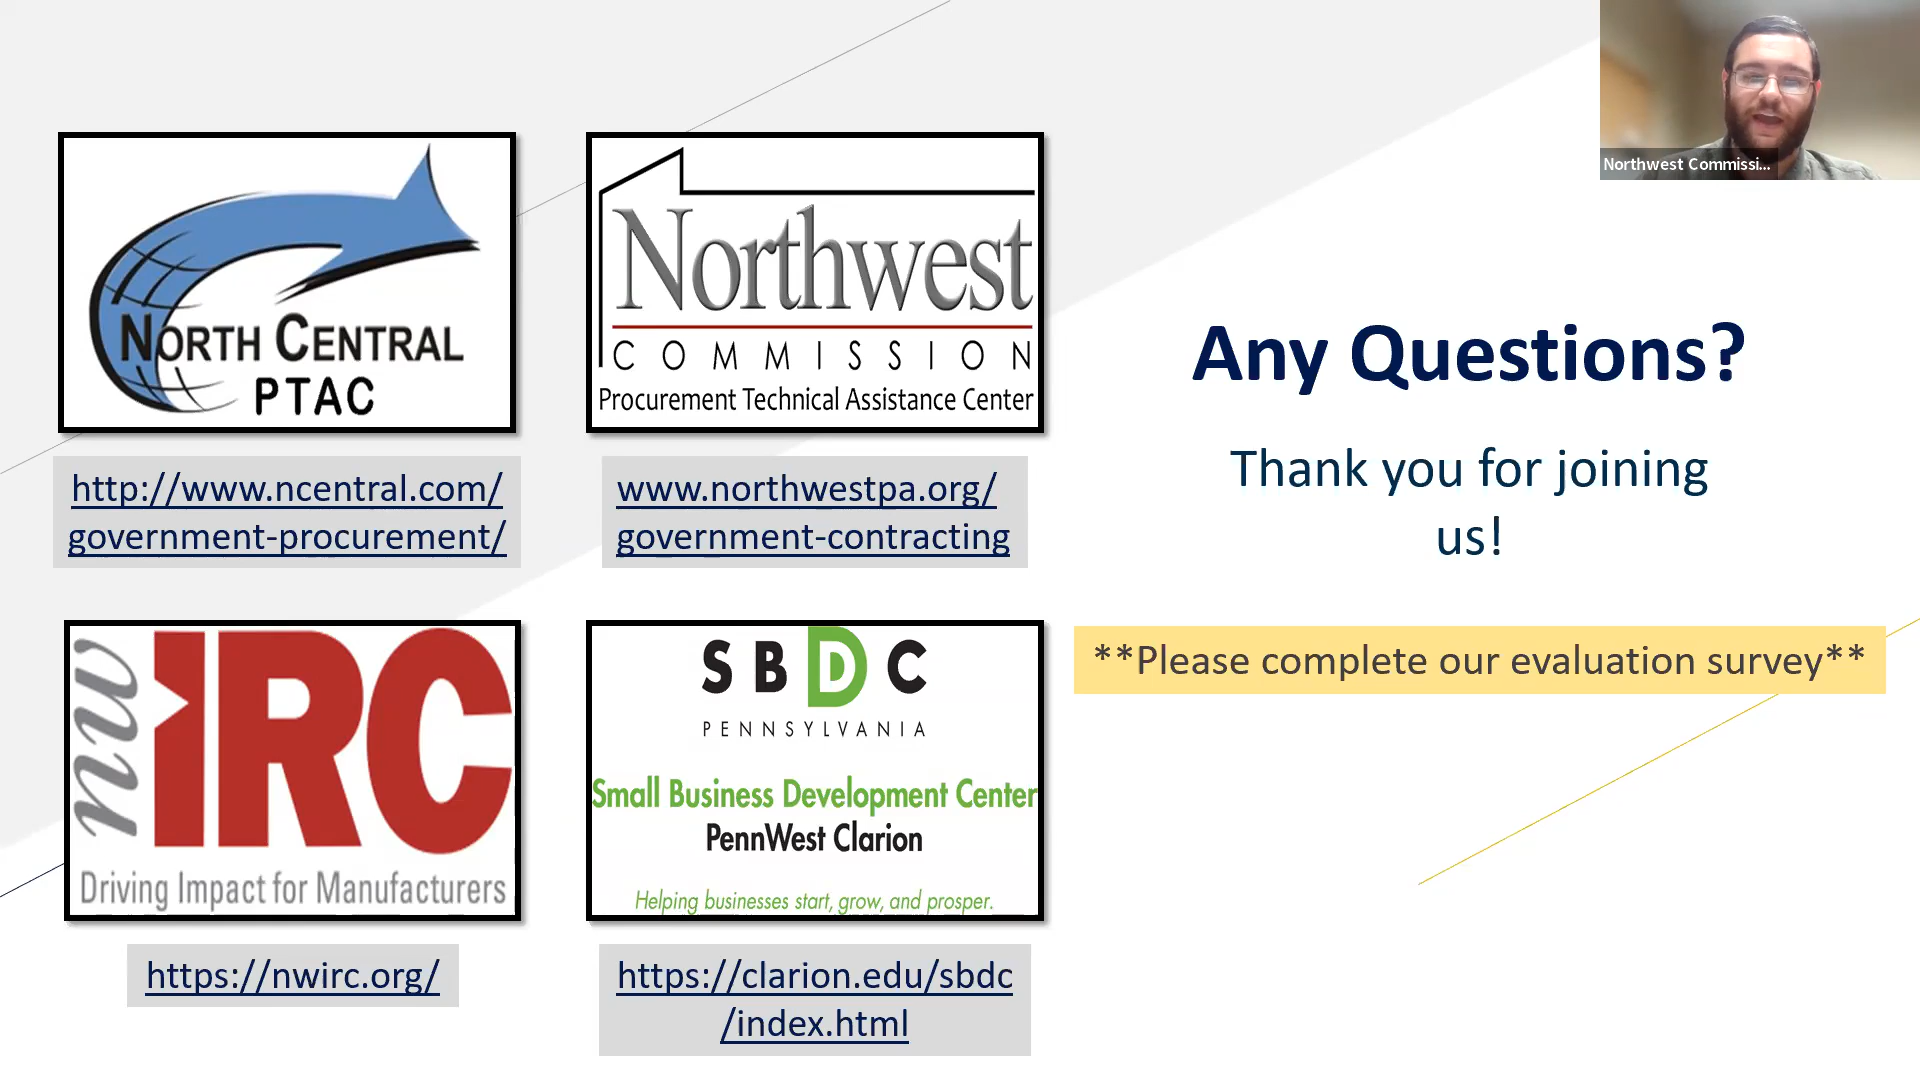 NORTH CENTRAL
PTAC
http://www.ncentral.com/
government-procurement/
Northwest
COMMISSION
Procurement Technical Assistance Center
www.northwestpa.org/
government-contracting
nw
IRC
Driving Impact for Manufacturers
https://nwirc.org/
SBDC
PENNSYLVANIA
Small Business Development Center
PennWest Clarion
Helping businesses start, grow, and prosper.
https://clarion.edu/sbdc
/index.html
Any Questions?
Thank you for joining
us!
**Please complete our evaluation survey**
Northwest Commissi...